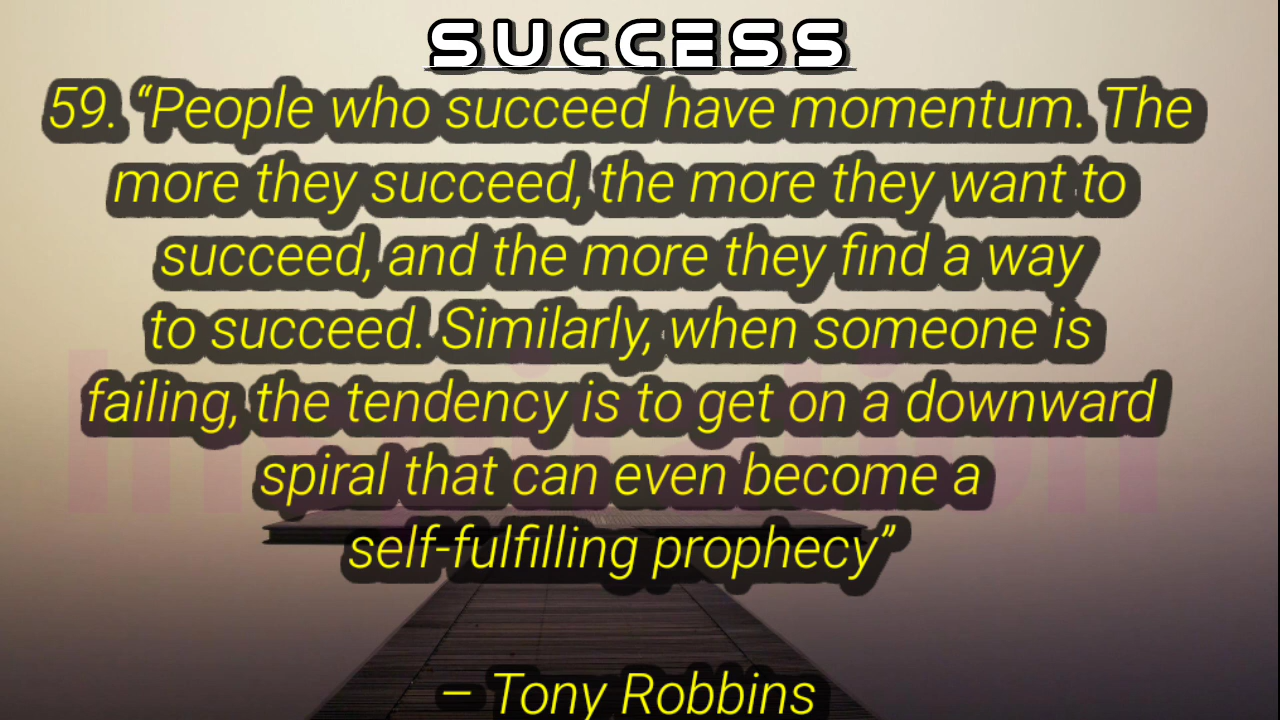 SUCCESS
59. “People who succeed have momentum. The
more they succeed, the more they want to
succeed, and the more they find a way
to succeed. Similarly, when someone is
failing, the tendency is to get on a downward
spiral that can even become a
self-fulfilling prophecy”
– Tony Robbins